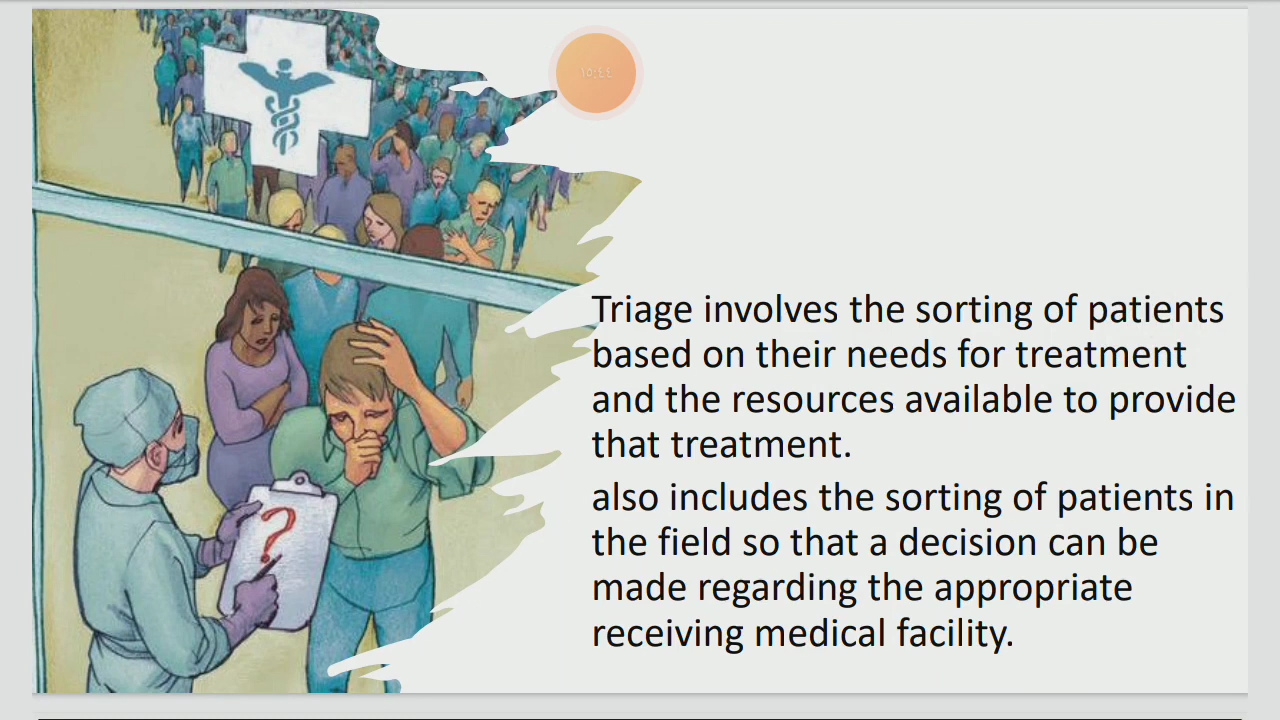 ١٥:٤٤
Triage involves the sorting of patients
based on their needs for treatment
and the resources available to provide
that treatment.
also includes the sorting of patients in
the field so that a decision can be
made regarding the appropriate
receiving medical facility.
?